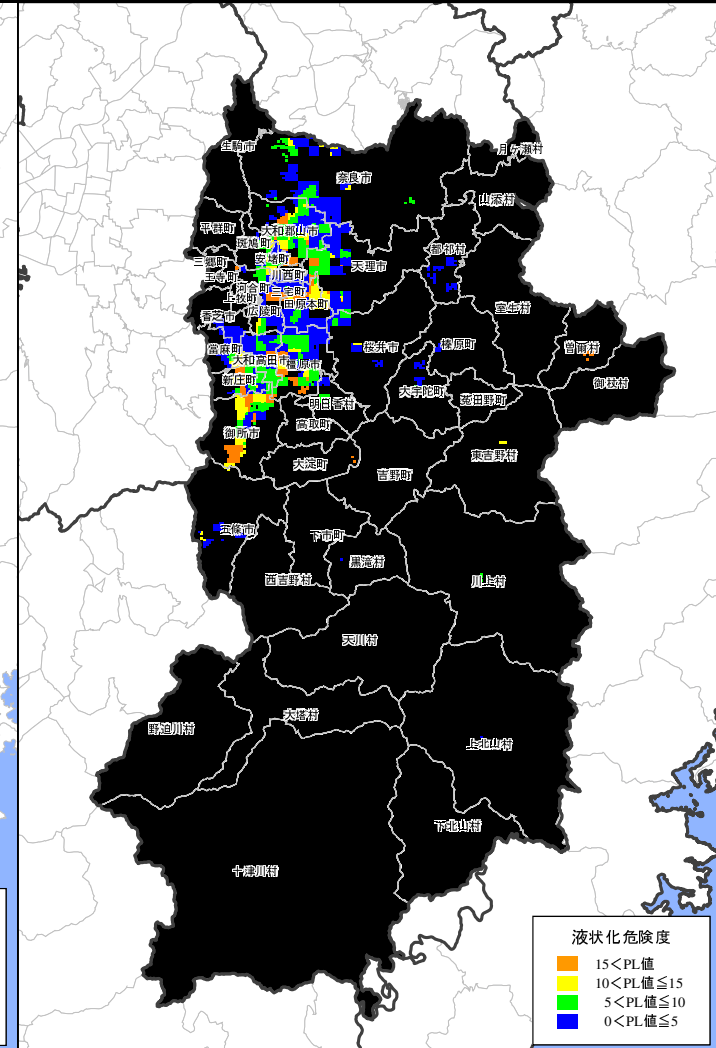 生駒市
月ヶ瀬村
奈良市
山添村
平群町
大和郡山市
斑鳩町
都祁村
三郷町
安堵町
天理市
王寺町
川西町
河合町
三宅町
上牧町
田原本町
室生村
広陵町
香芝市
當麻町
桜井市
榛原町
曽爾村
大和高田市
橿原市
新庄町
御杖村
大宇陀町
菟田野町
明日香村
高取町
御所市
東吉野村
大淀町
吉野町
五條市
下市町
黒滝村
西吉野村
川上村
天川村
大塔村
野迫川村
上北山村
下北山村
十津川村
液状化危険度
15＜PL値
10＜PL値≦15
5＜PL値≦10
0＜PL値≦5